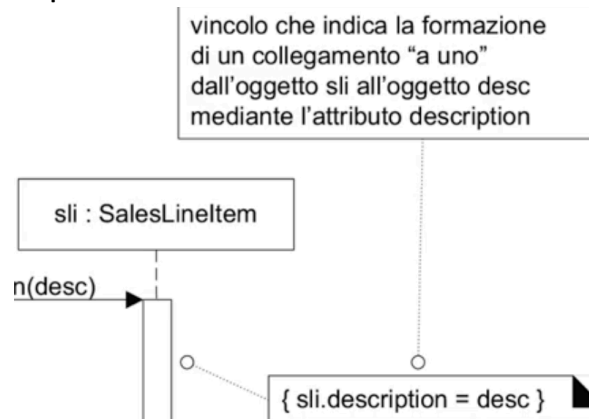 vincolo che indica la formazione
di un collegamento “a uno”
dall’oggetto sli all’oggetto desc
mediante l’attributo description
sli : SalesLineItem
n(desc)
{ sli.description = desc }